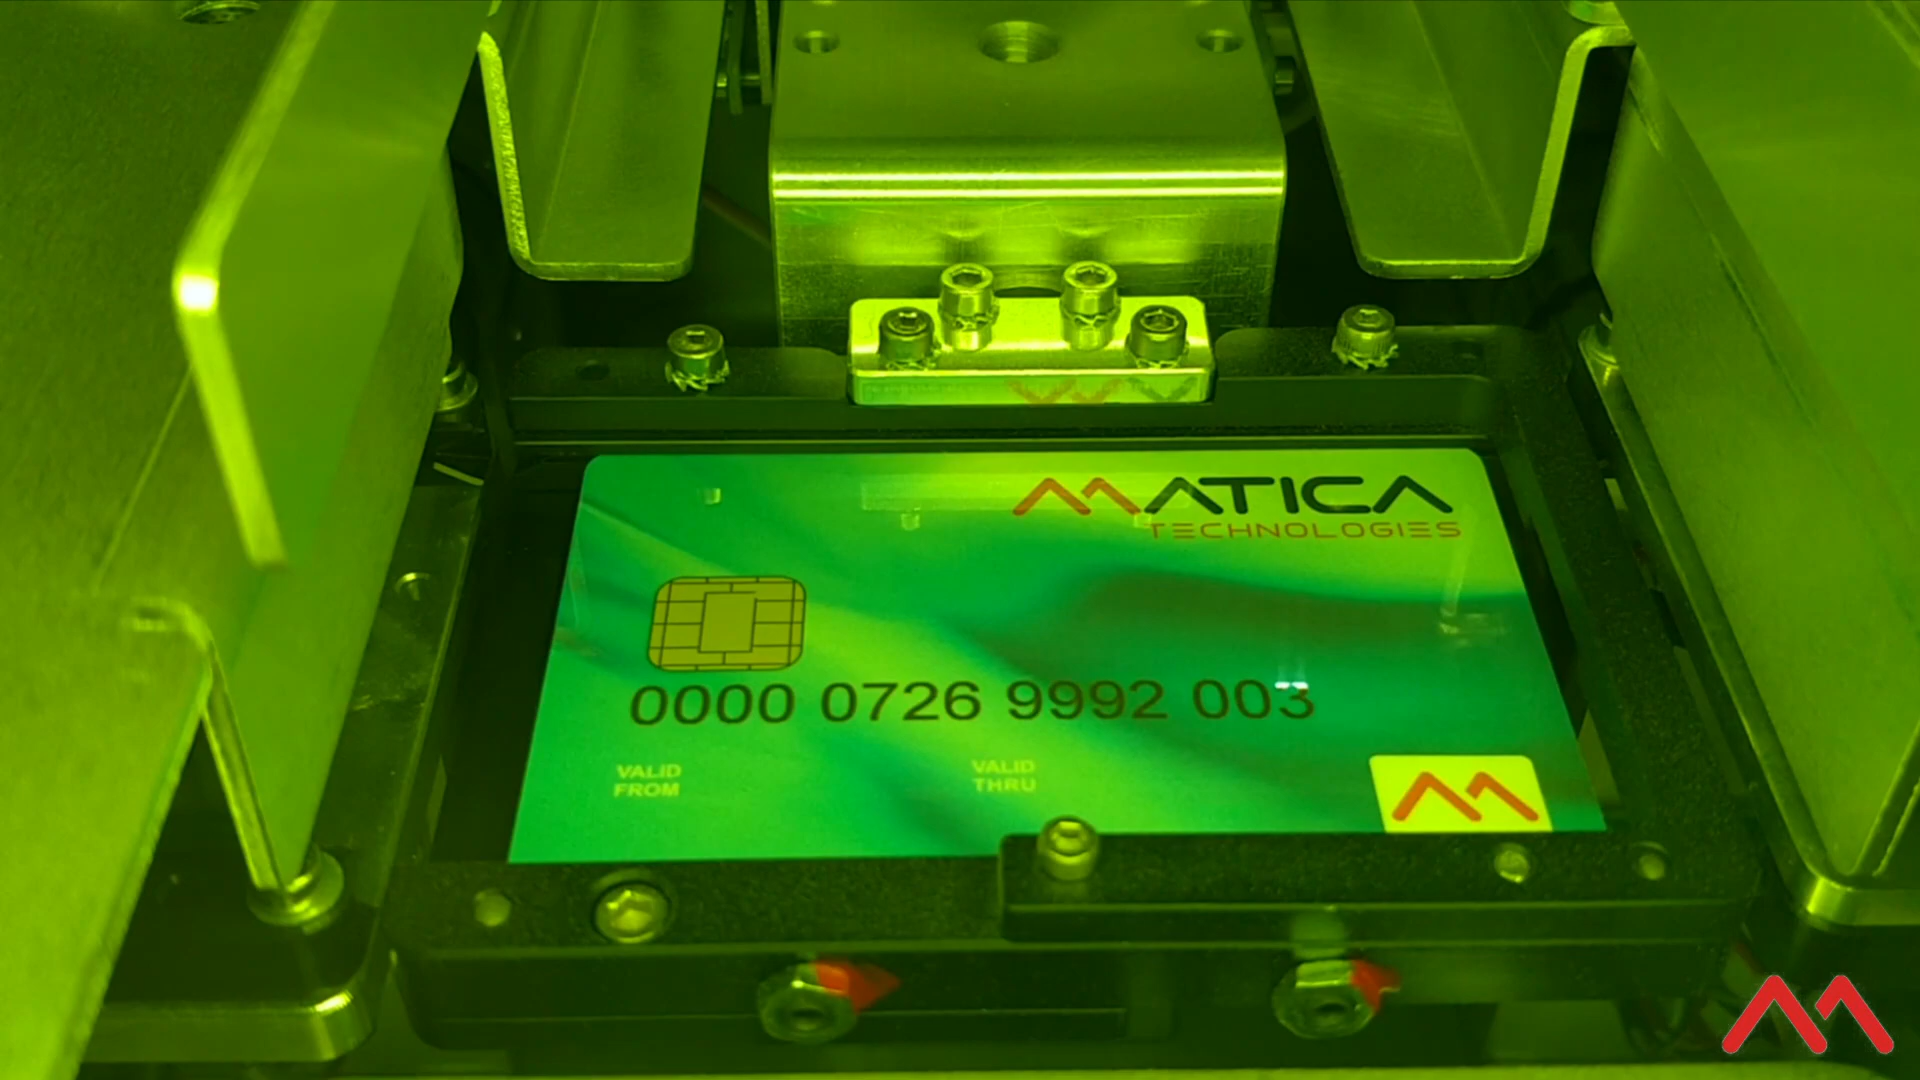 MATICA
TECHNOLOGIES
0000 0726 9992 003
VALID
FROM
VALID
THRU